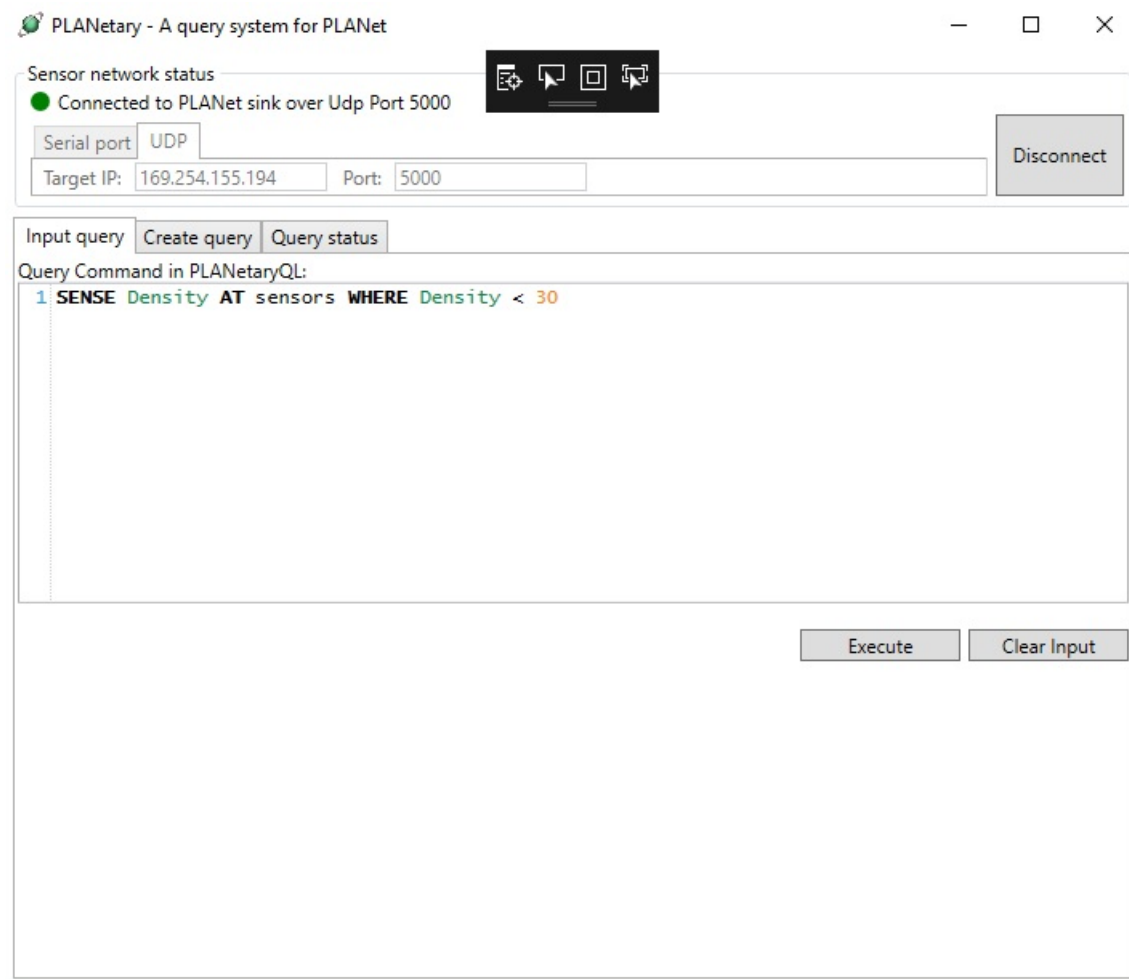 PLANetary - A query system for PLANet
Sensor network status
Connected to PLANet sink over Udp Port 5000
Serial port UDP
Disconnect
Target IP: 169.254.155.194 Port: 5000
Input query Create query Query status
Query Command in PLANetaryQL:
1 SENSE Density AT sensors WHERE Density < 30
Execute Clear Input